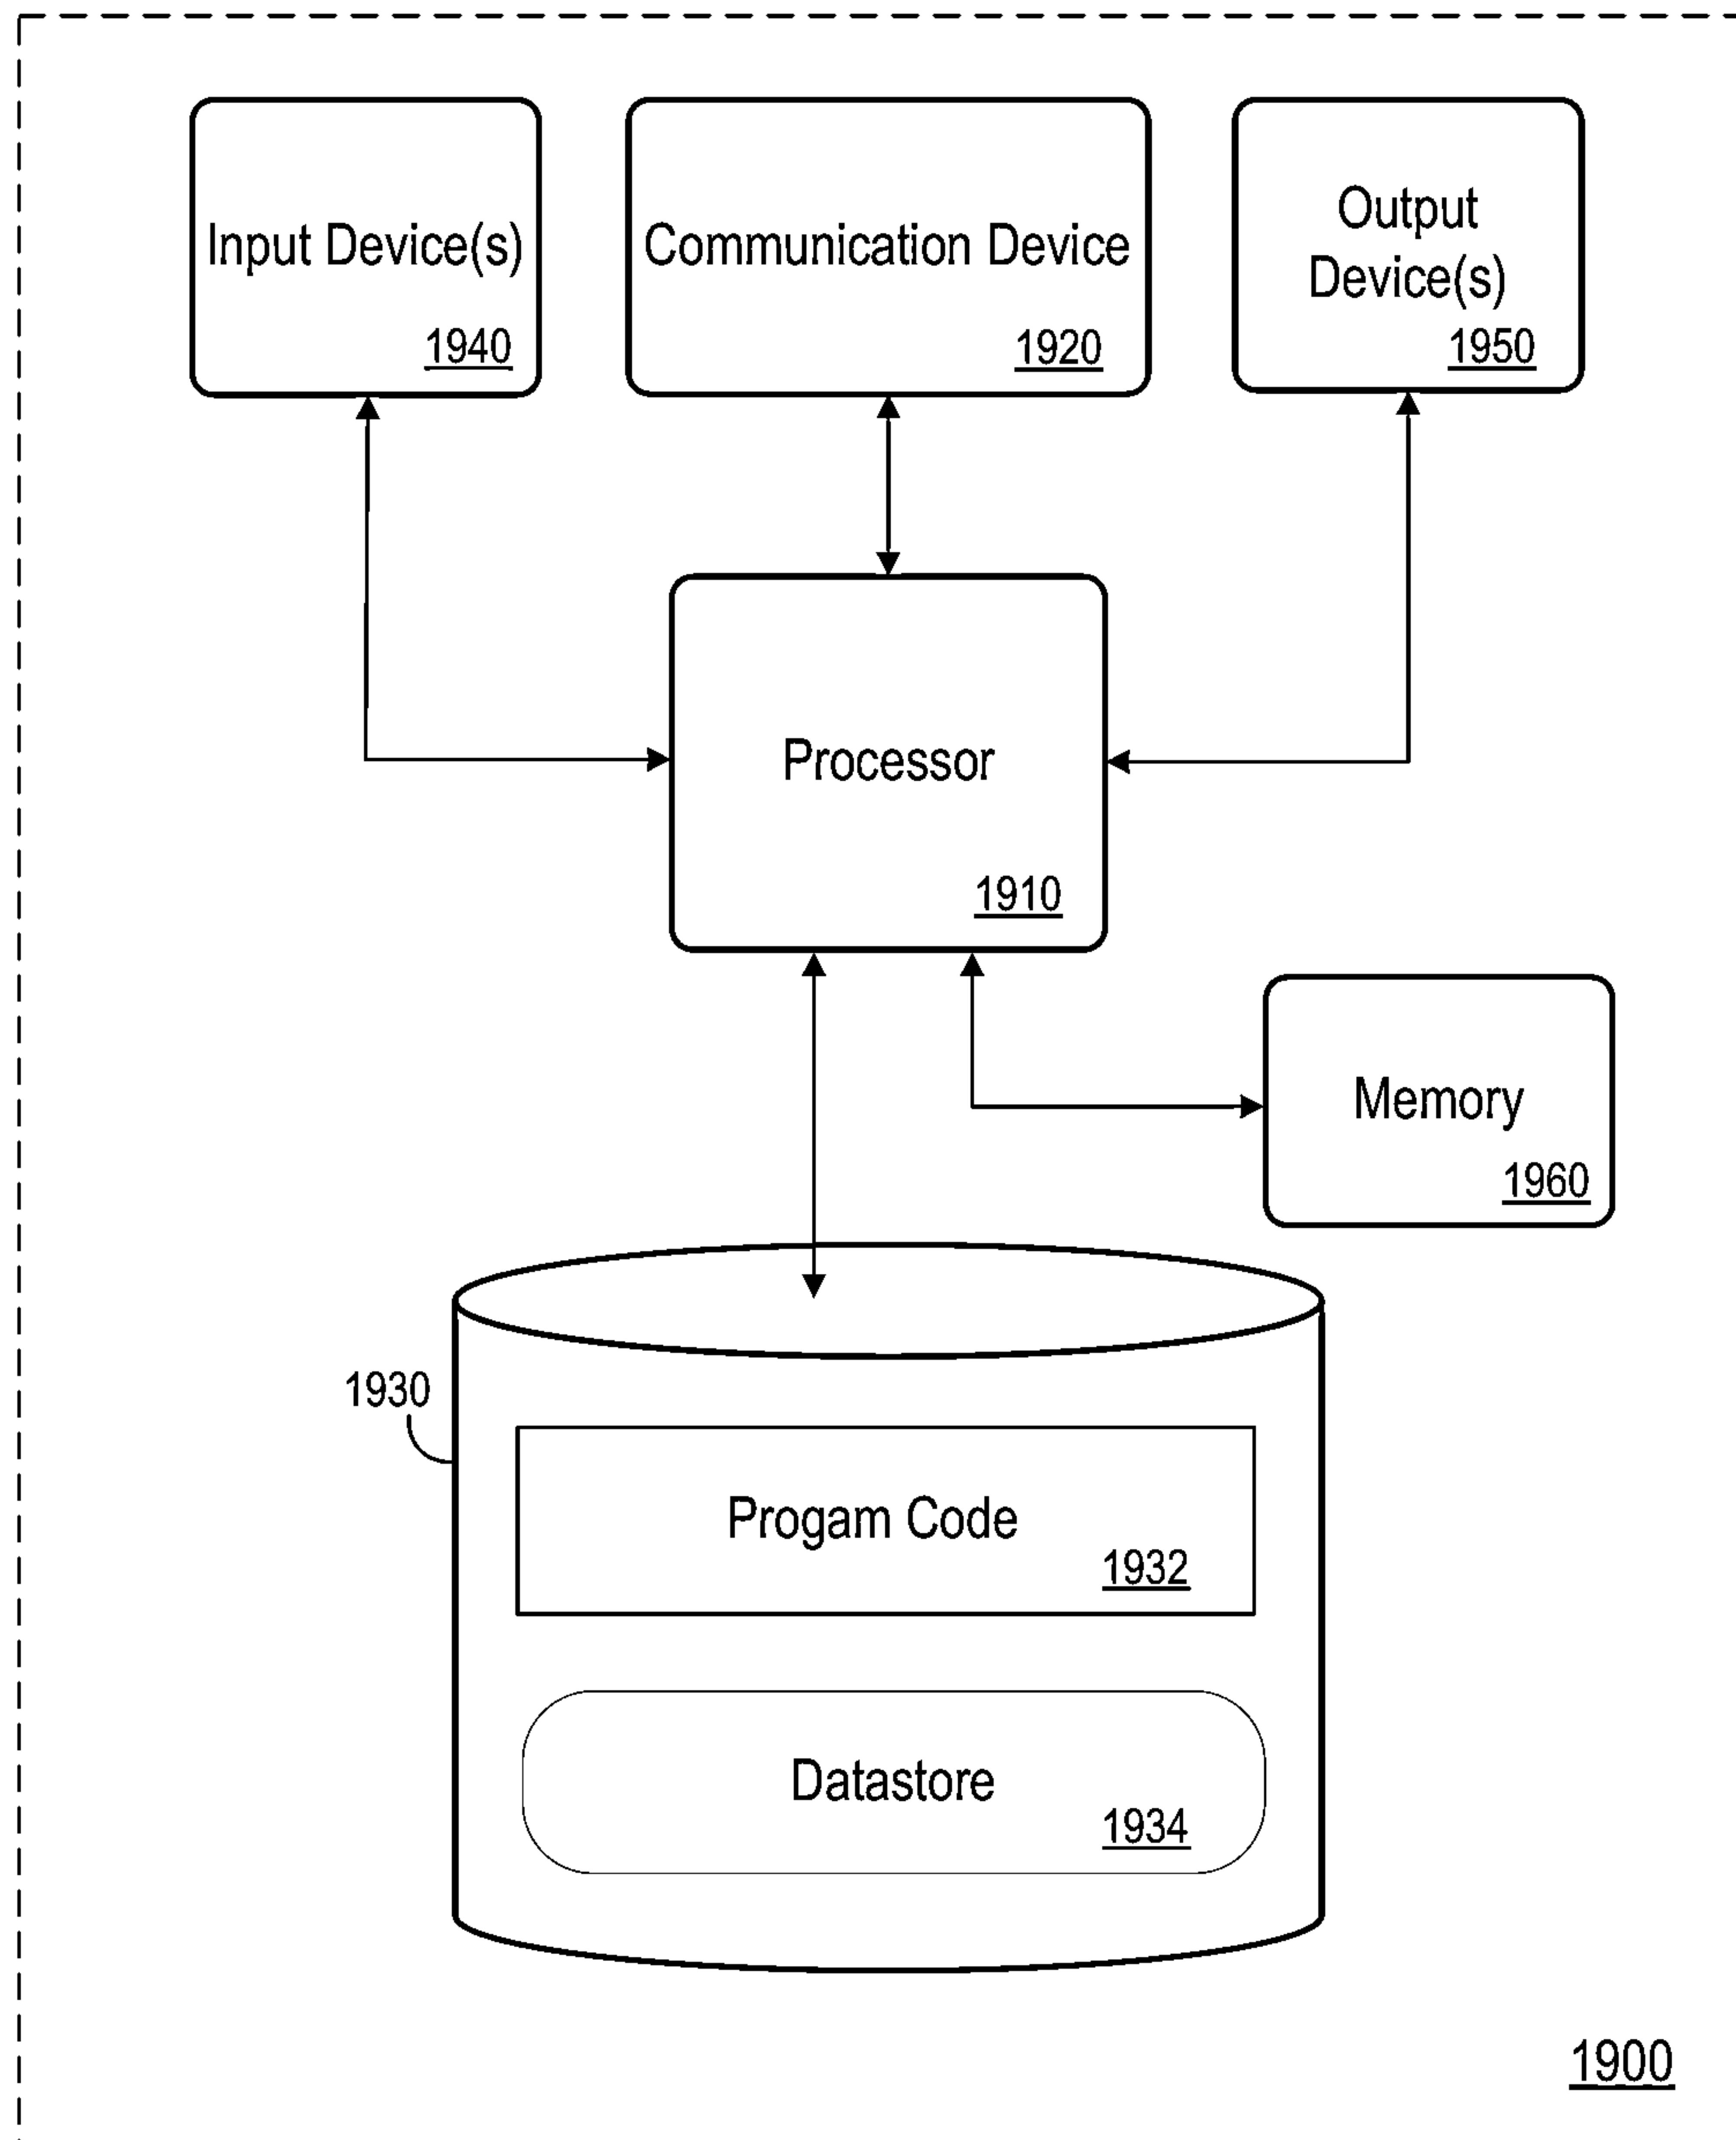 Input Device(s)
1940
Communication Device
1920
Output
Device(s)
1950
Processor
1910
Memory
1960
1930
Progam Code
1932
Datastore
1934
1900